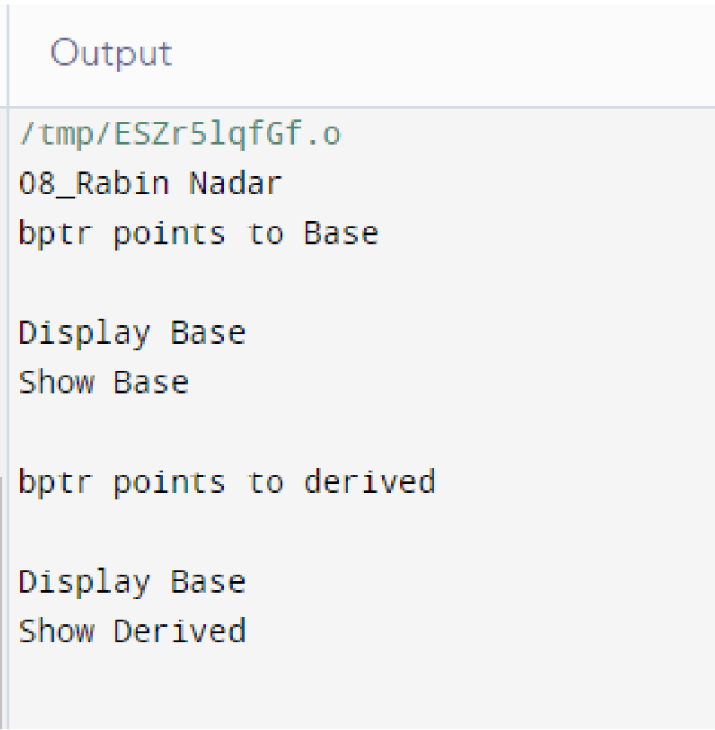 Output
/tmp/ESZr5lqfGf.o
08_Rabin Nadar
bptr points to Base
Display Base
Show Base
bptr points to derived
Display Base
Show Derived